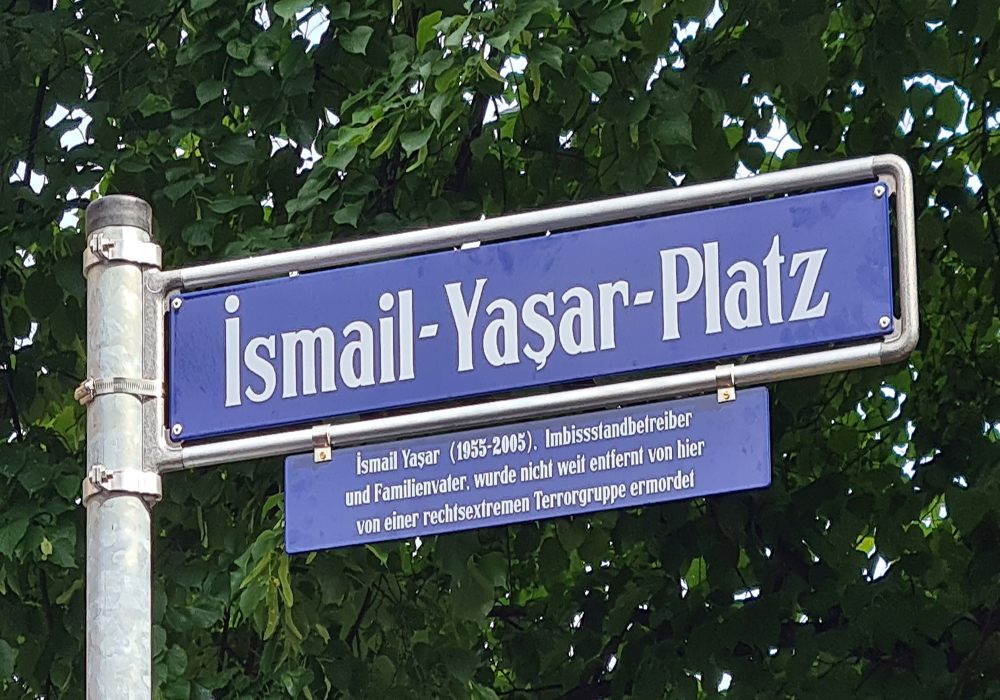 İsmail-Yaşar-Platz
İsmail Yaşar (1955-2005), Imbissstandbetreiber
und Familienvater, wurde nicht weit entfernt von hier
von einer rechtsextremen Terrorgruppe ermordet